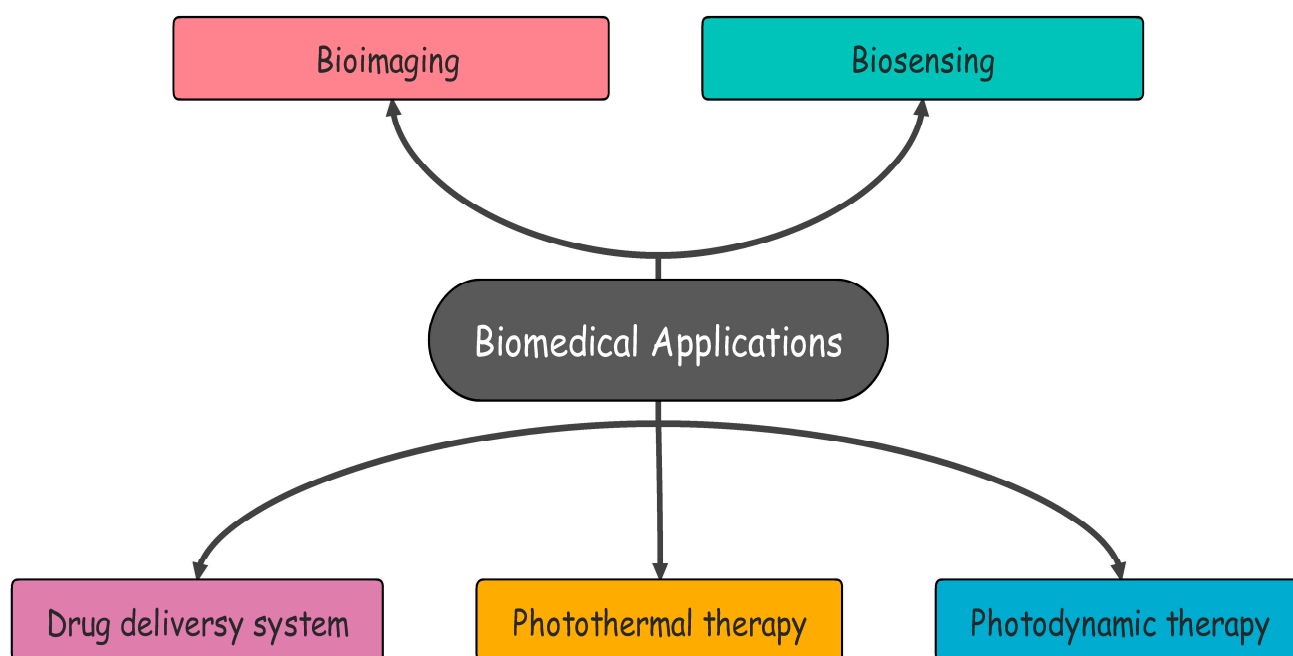 Bioimaging
Biosensing
Biomedical Applications
Drug deliversy system
Photothermal therapy
Photodynamic therapy